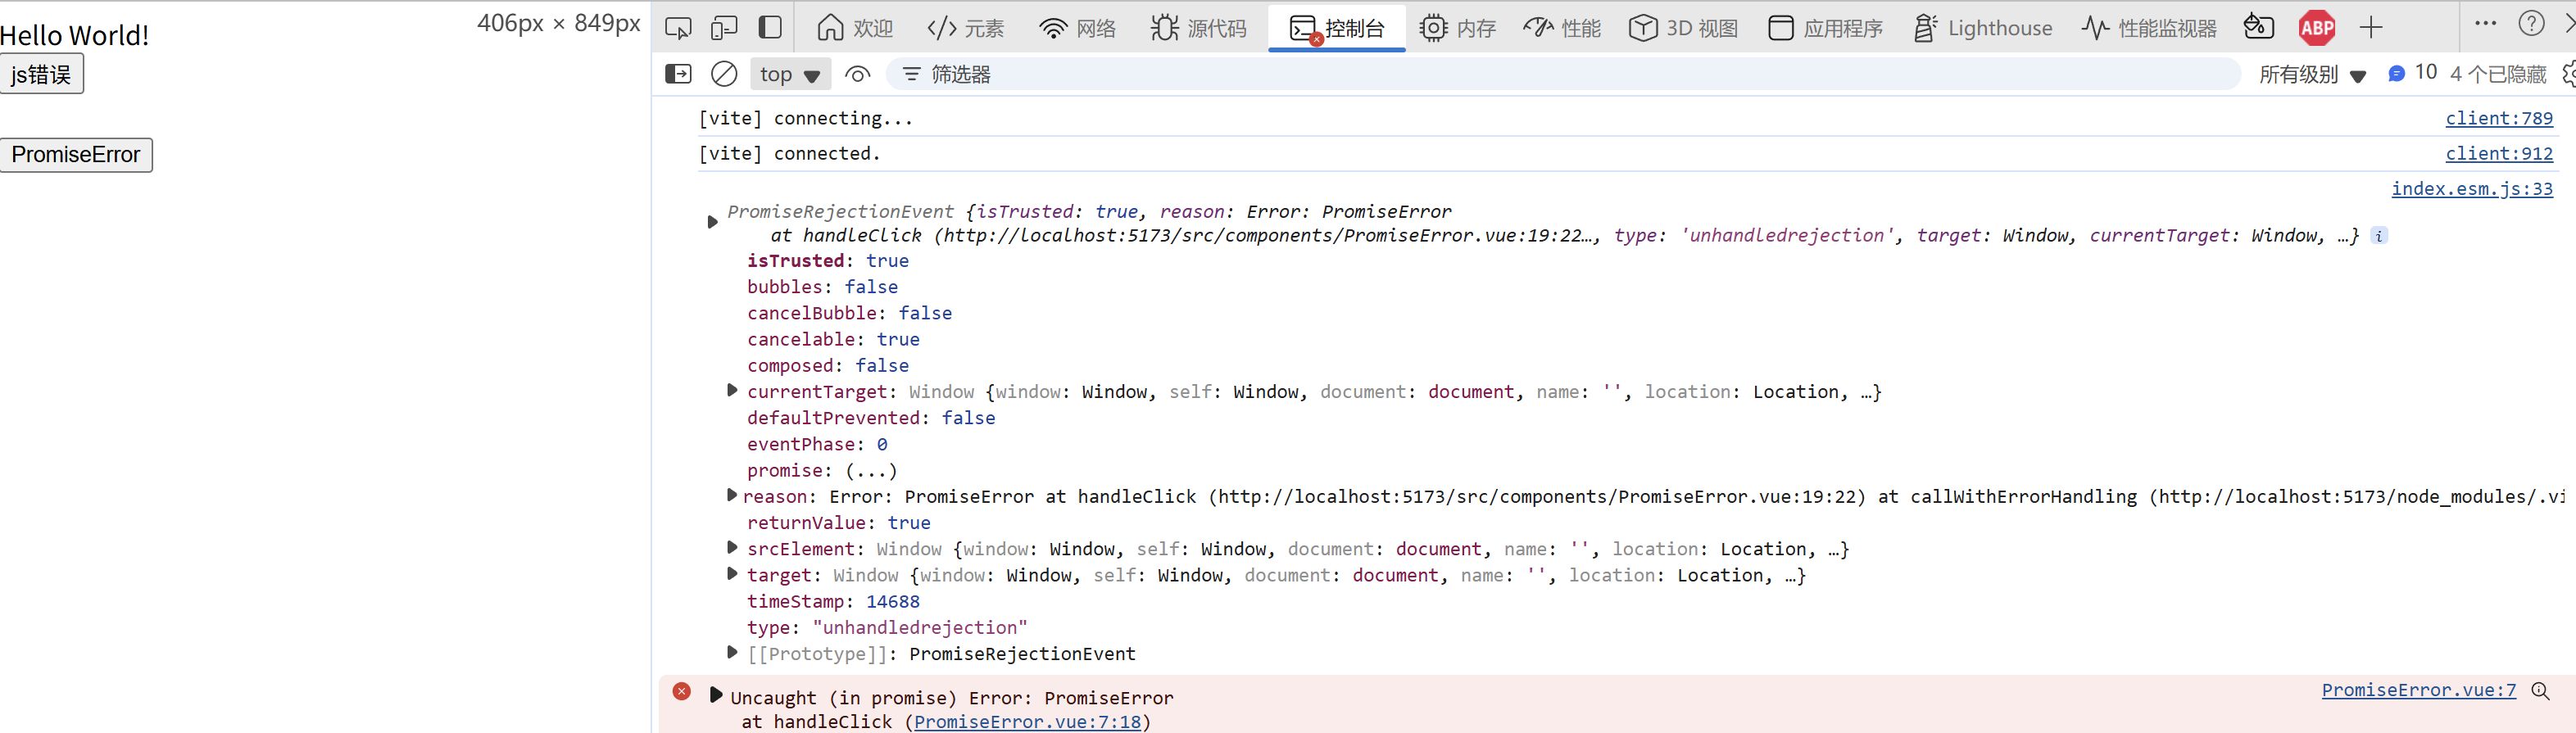 Hello World!
406px × 849px
js错误
PromiseError
欢迎
元素
网络
源代码
控制台
内存
性能
3D 视图
应用程序
Lighthouse
性能监视器
ABP
top
筛选器
所有级别
10
4 个已隐藏
[vite] connecting...
client:789
[vite] connected.
client:912
index.esm.js:33
PromiseRejectionEvent {isTrusted: true, reason: Error: PromiseError
at handleClick (http://localhost:5173/src/components/PromiseError.vue:19:22…, type: 'unhandledrejection', target: Window, currentTarget: Window, …}
isTrusted: true
bubbles: false
cancelBubble: false
cancelable: true
composed: false
currentTarget: Window {window: Window, self: Window, document: document, name: '', location: Location, …}
defaultPrevented: false
eventPhase: 0
promise: (...)
reason: Error: PromiseError at handleClick (http://localhost:5173/src/components/PromiseError.vue:19:22) at callWithErrorHandling (http://localhost:5173/node_modules/.vi
returnValue: true
srcElement: Window {window: Window, self: Window, document: document, name: '', location: Location, …}
target: Window {window: Window, self: Window, document: document, name: '', location: Location, …}
timeStamp: 14688
type: "unhandledrejection"
[[Prototype]]: PromiseRejectionEvent
Uncaught (in promise) Error: PromiseError
PromiseError.vue:7
at handleClick (PromiseError.vue:7:18)